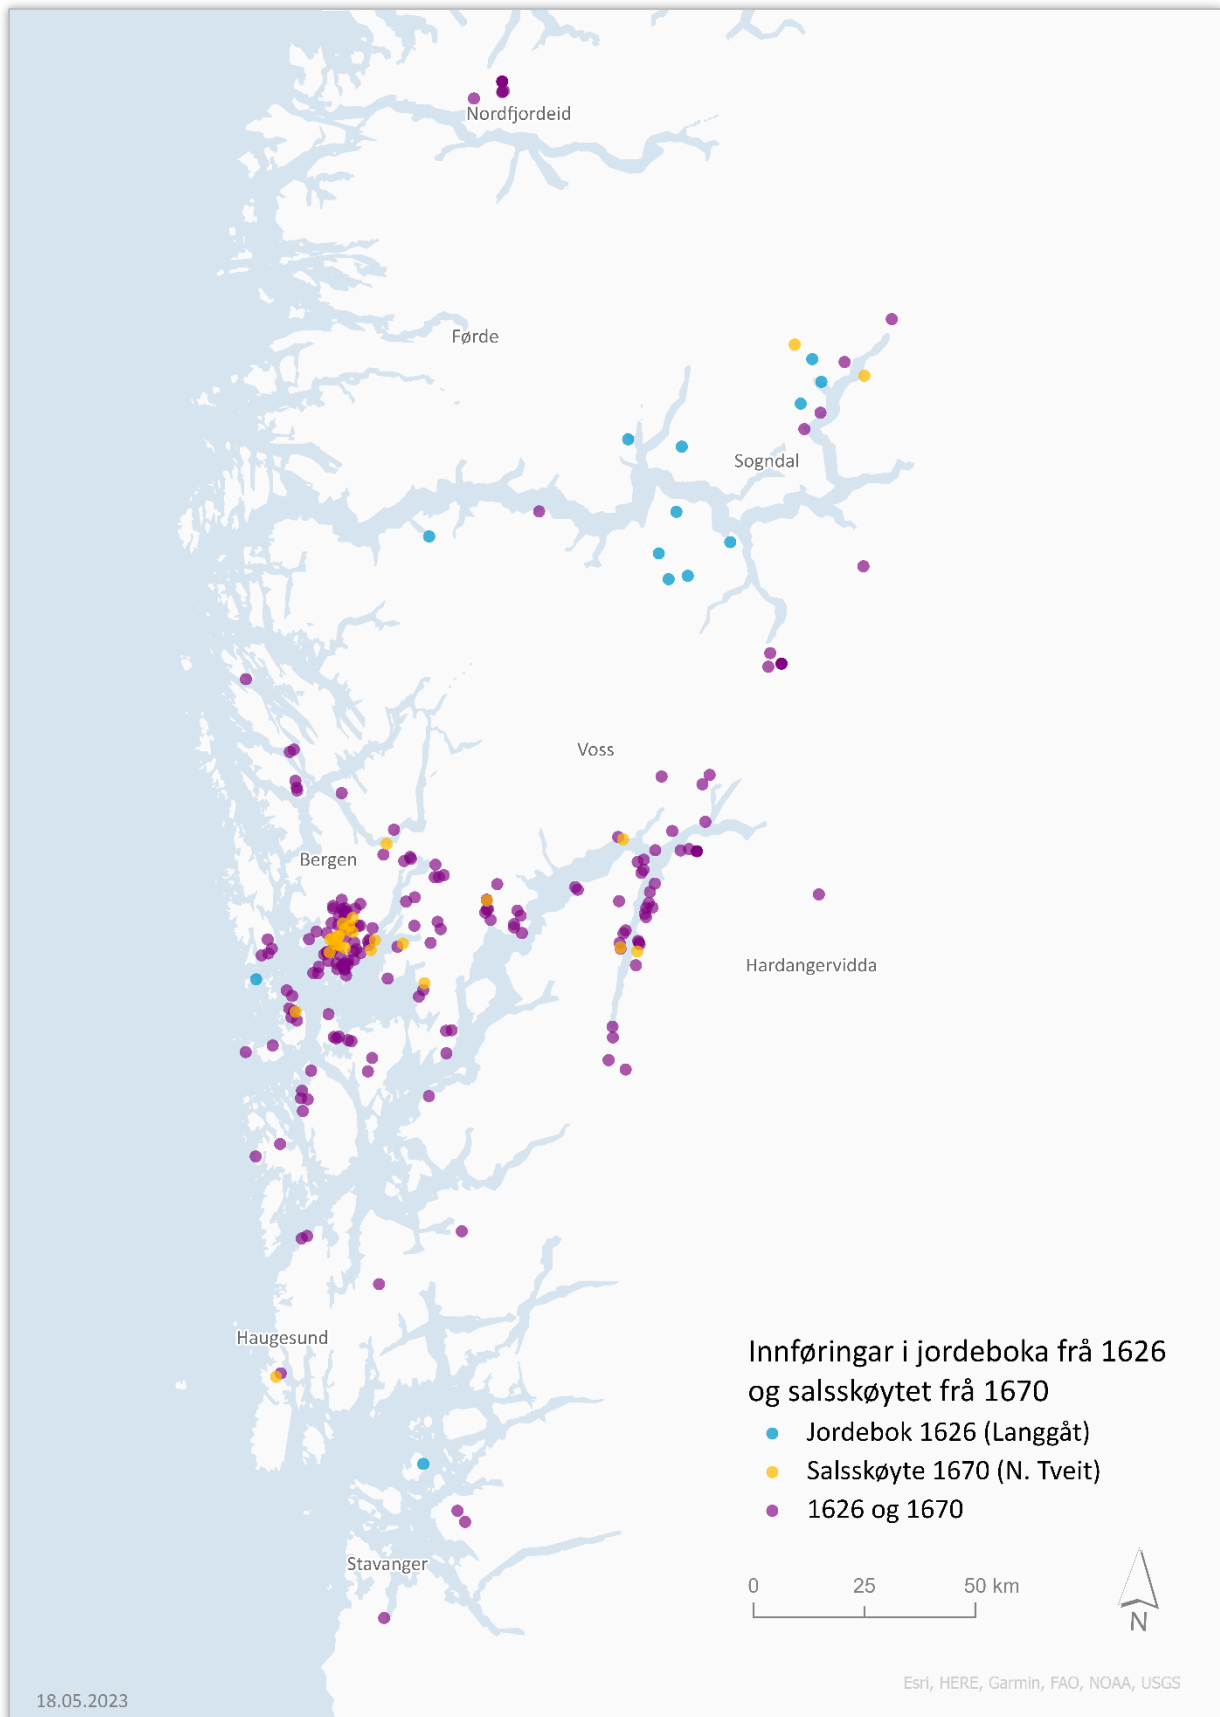 Nordfjordeid
Førde
Sogndal
Voss
Bergen
Hardangervidda
Haugesund
Innføringar i jordeboka frå 1626
og salsskøytet frå 1670
Jordebok 1626 (Langgåt)
Salsskøyte 1670 (N. Tveit)
1626 og 1670
Stavanger
0 25 50 km
N
Esri, HERE, Garmin, FAO, NOAA, USGS
18.05.2023